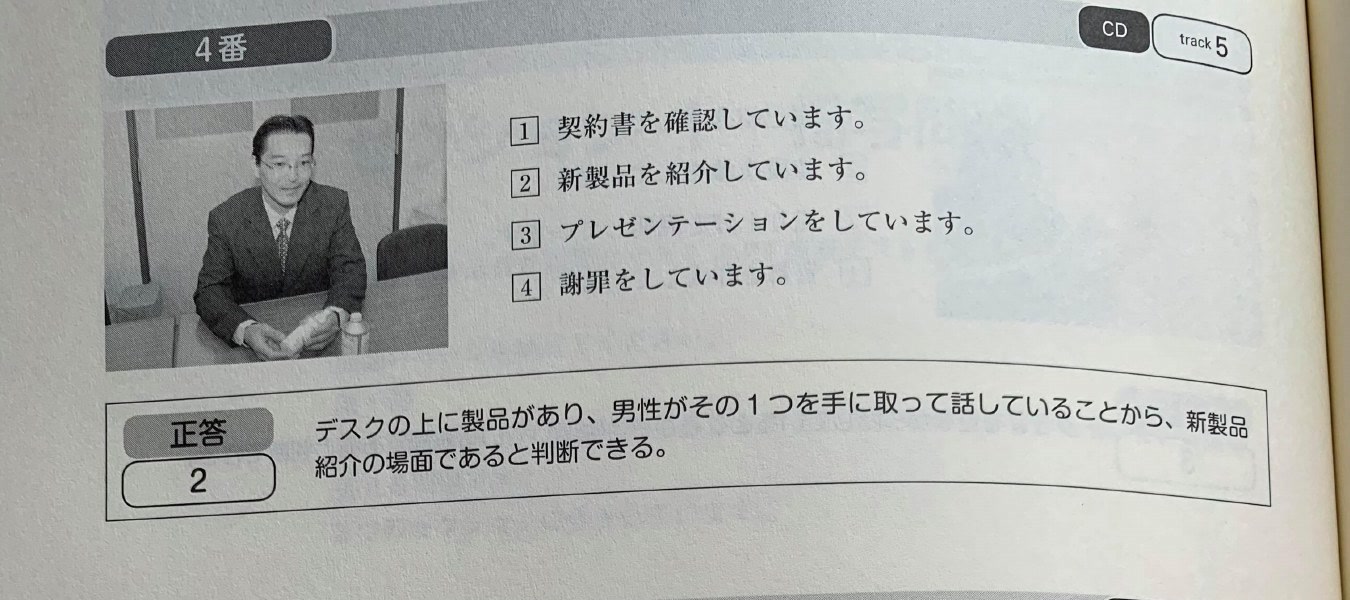 4番
CD
track 5
1 契約書を確認しています。
2 新製品を紹介しています。
3 プレゼンテーションをしています。
4 謝罪をしています。
正答
2
デスクの上に製品があり、男性がその1つを手に取って話していることから、新製品
紹介の場面であると判断できる。